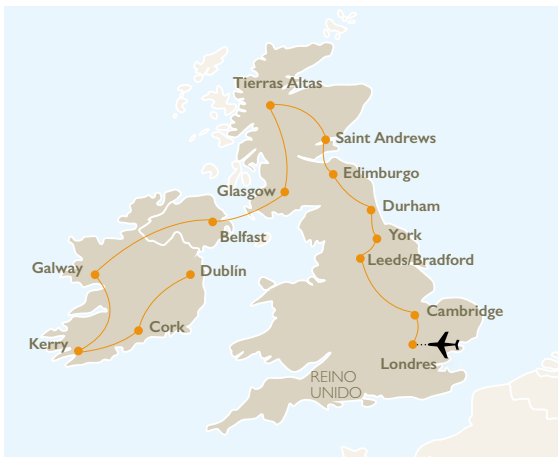 Tierras Altas
Saint Andrews
Edimburgo
Glasgow
Durham
Belfast
York
Leeds/Bradford
Galway
Dublín
Cambridge
Cork
Kerry
Londres
REINO
UNIDO